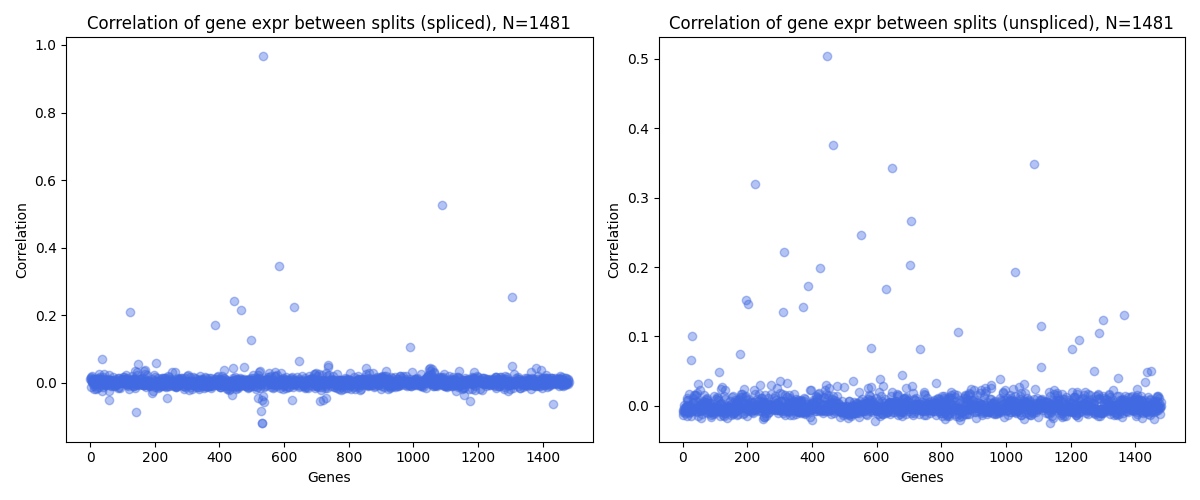 Correlation of gene expr between splits (spliced), N=1481
1.0
0.8
0.6
0.4
0.2
0.0
Correlation
0 200 400 600 800 1000 1200 1400
Genes
Correlation of gene expr between splits (unspliced), N=1481
0.5
0.4
0.3
0.2
0.1
0.0
Correlation
0 200 400 600 800 1000 1200 1400
Genes